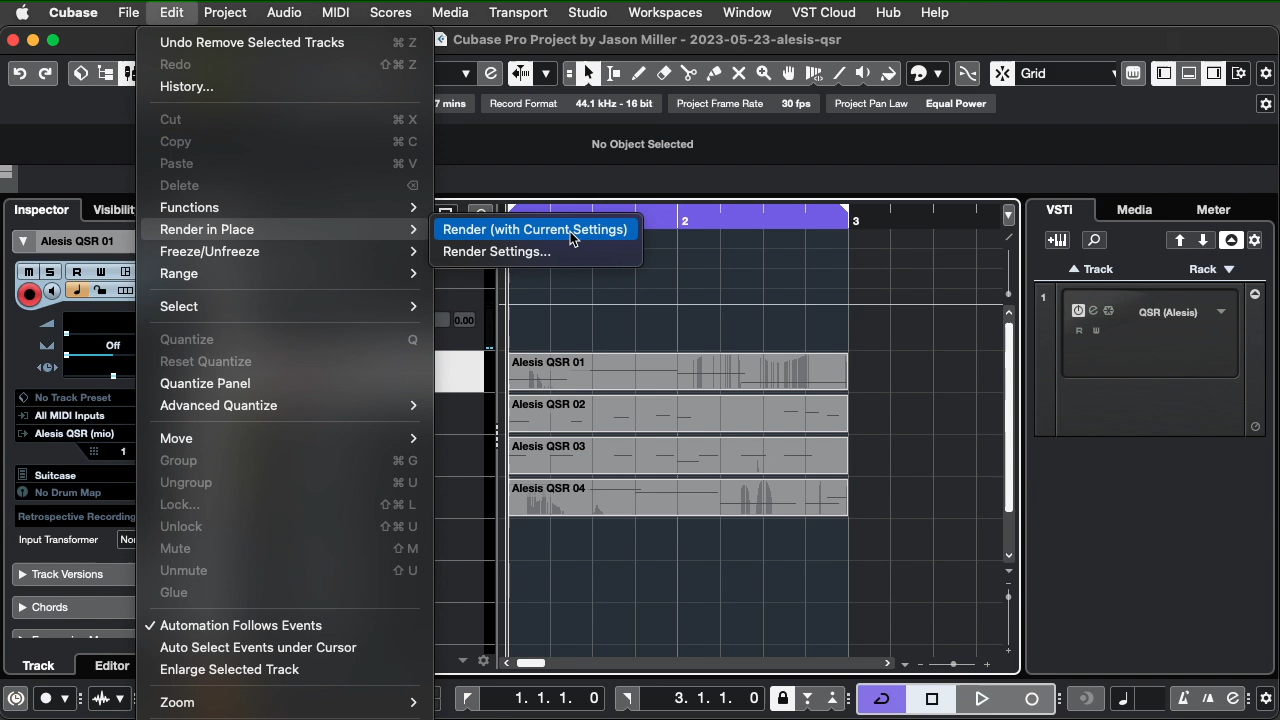 Cubase File Edit Project Audio MIDI Scores Media Transport Studio Workspaces Window VST Cloud Hub Help
Cubase Pro Project by Jason Miller - 2023-05-23-alesis-qsr
Undo Remove Selected Tracks ⌘ Z
Redo ⇧⌘ Z
History...
Cut ⌘ X
Copy ⌘ C
Paste ⌘ V
Delete ⌫
Functions
Render in Place
Freeze/Unfreeze
Range
Select
Quantize Q
Reset Quantize
Quantize Panel
Advanced Quantize
Move
Group ⌘ G
Ungroup ⌘ U
Lock... ⇧⌘ L
Unlock ⇧⌘ U
Mute ⇧ M
Unmute ⇧ U
Glue
✓ Automation Follows Events
Auto Select Events under Cursor
Enlarge Selected Track
Zoom
Render (with Current Settings)
Render Settings...
Grid
7 mins Record Format 44.1 kHz - 16 bit Project Frame Rate 30 fps Project Pan Law Equal Power
No Object Selected
Inspector Visibilit
Alesis QSR 01
M S R W
Off
No Track Preset
All MIDI Inputs
Alesis QSR (mio)
1
Suitcase
No Drum Map
Retrospective Recording
Input Transformer
Track Versions
Chords
Track Editor
0.00
2 3
Alesis QSR 01
Alesis QSR 02
Alesis QSR 03
Alesis QSR 04
VSTi Media Meter
Track Rack
1 QSR (Alesis)
R W
1. 1. 1. 0 3. 1. 1. 0